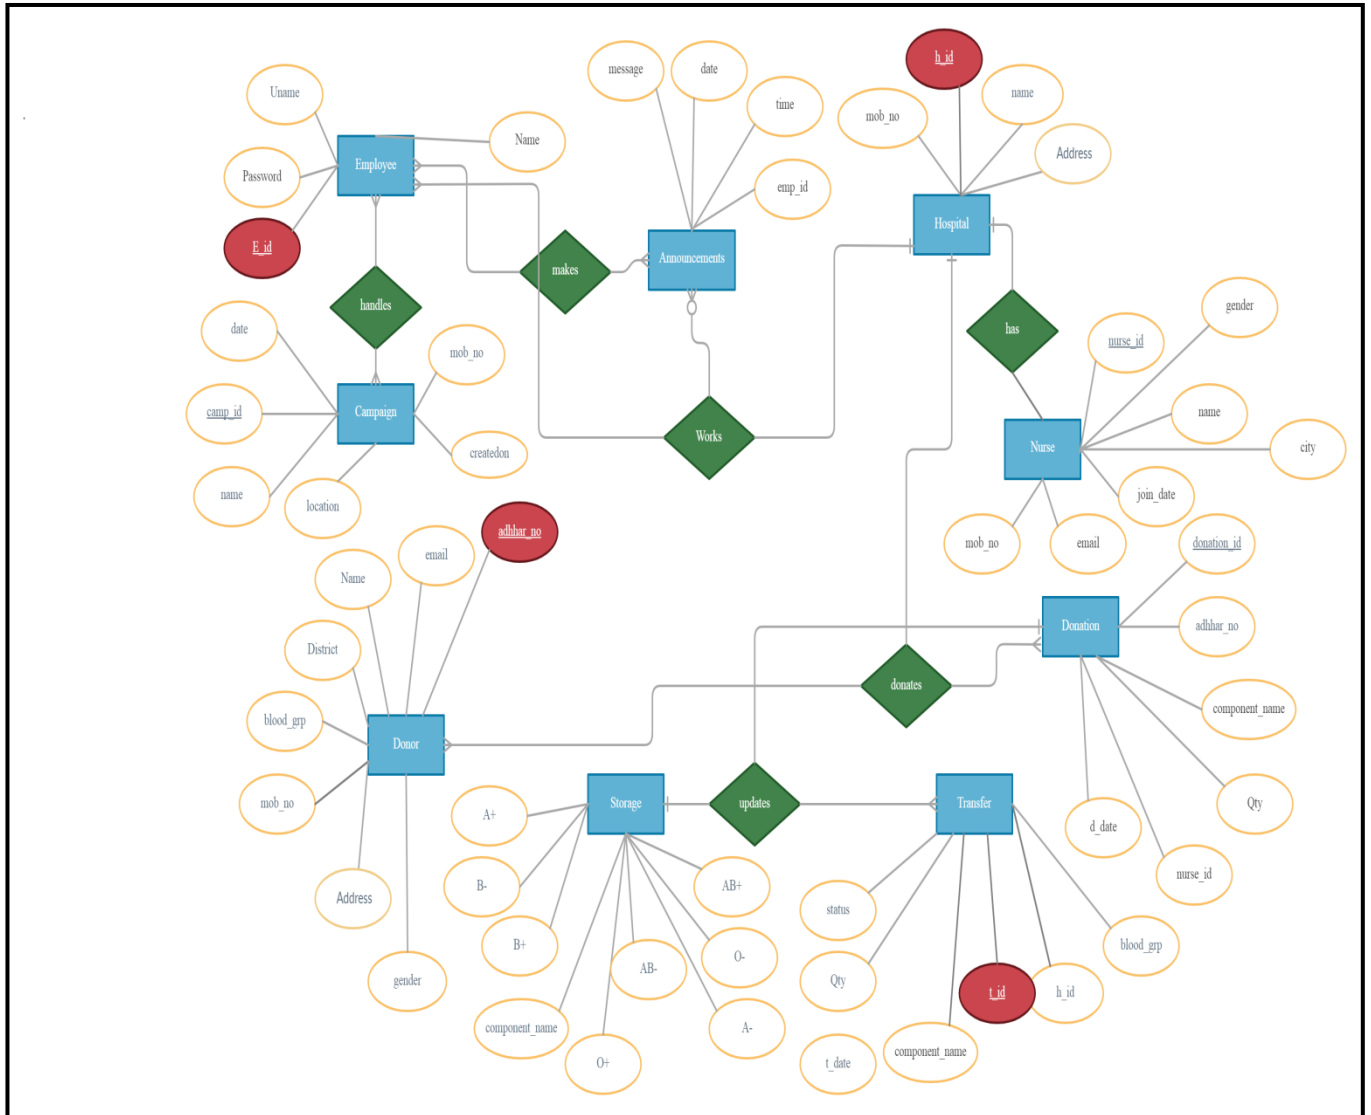 h_id
message
date
name
Uname
time
mob_no
Name
Employee
Address
Password
emp_id
Hospital
E_id
Announcements
makes
handles
gender
date
has
nurse_id
mob_no
camp_id
Campaign
name
Works
createdon
Nurse
city
name
location
join_date
adhhar_no
mob_no
email
donation_id
email
Name
Donation
adhhar_no
District
donates
component_name
blood_grp
Donor
mob_no
Storage
updates
Transfer
Qty
A+
d_date
nurse_id
B-
AB+
Address
status
B+
blood_grp
O-
AB-
gender
Qty
t_id
h_id
component_name
A-
component_name
O+
t_date